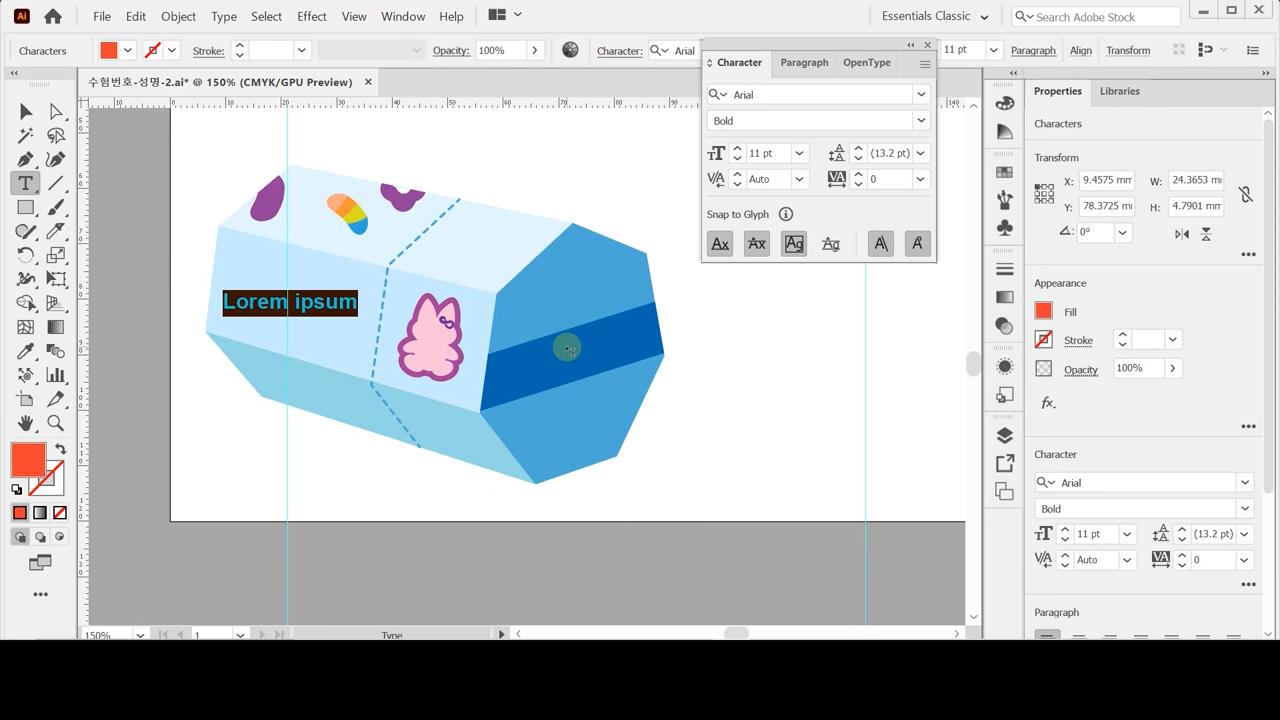 Ai File Edit Object Type Select Effect View Window Help Essentials Classic Search Adobe Stock
Characters Stroke: Opacity: 100% Character: Arial 11 pt Paragraph Align Transform
수험번호-성명-2.ai* @ 150% (CMYK/GPU Preview)
Character Paragraph OpenType
Arial
Bold
11 pt (13.2 pt)
Auto 0
Snap to Glyph
Lorem ipsum
Properties Libraries
Characters
Transform
X: 9.4575 mm W: 24.3653 m
Y: 78.3725 mm H: 4.7901 mm
0°
Appearance
Fill
Stroke
Opacity 100%
fx.
Character
Arial
Bold
11 pt (13.2 pt)
Auto 0
Paragraph
150% 1 Type